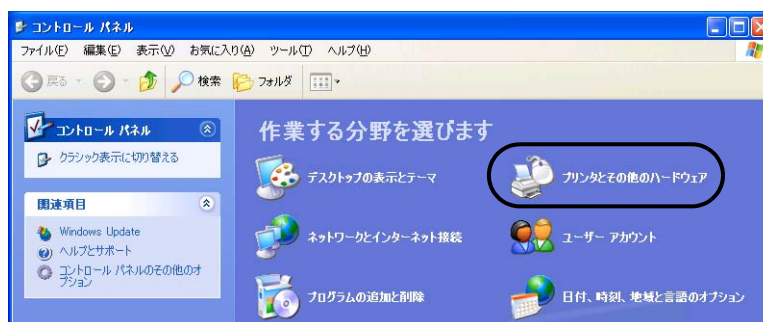 コントロール パネル
ファイル(F) 編集(E) 表示(V) お気に入り(A) ツール(T) ヘルプ(H)
戻る 検索 フォルダ
コントロール パネル
クラシック表示に切り替える
関連項目
Windows Update
ヘルプとサポート
コントロール パネルのその他のオ
プション
作業する分野を選びます
デスクトップの表示とテーマ
プリンタとその他のハードウェア
ネットワークとインターネット接続
ユーザー アカウント
プログラムの追加と削除
日付、時刻、地域と言語のオプション